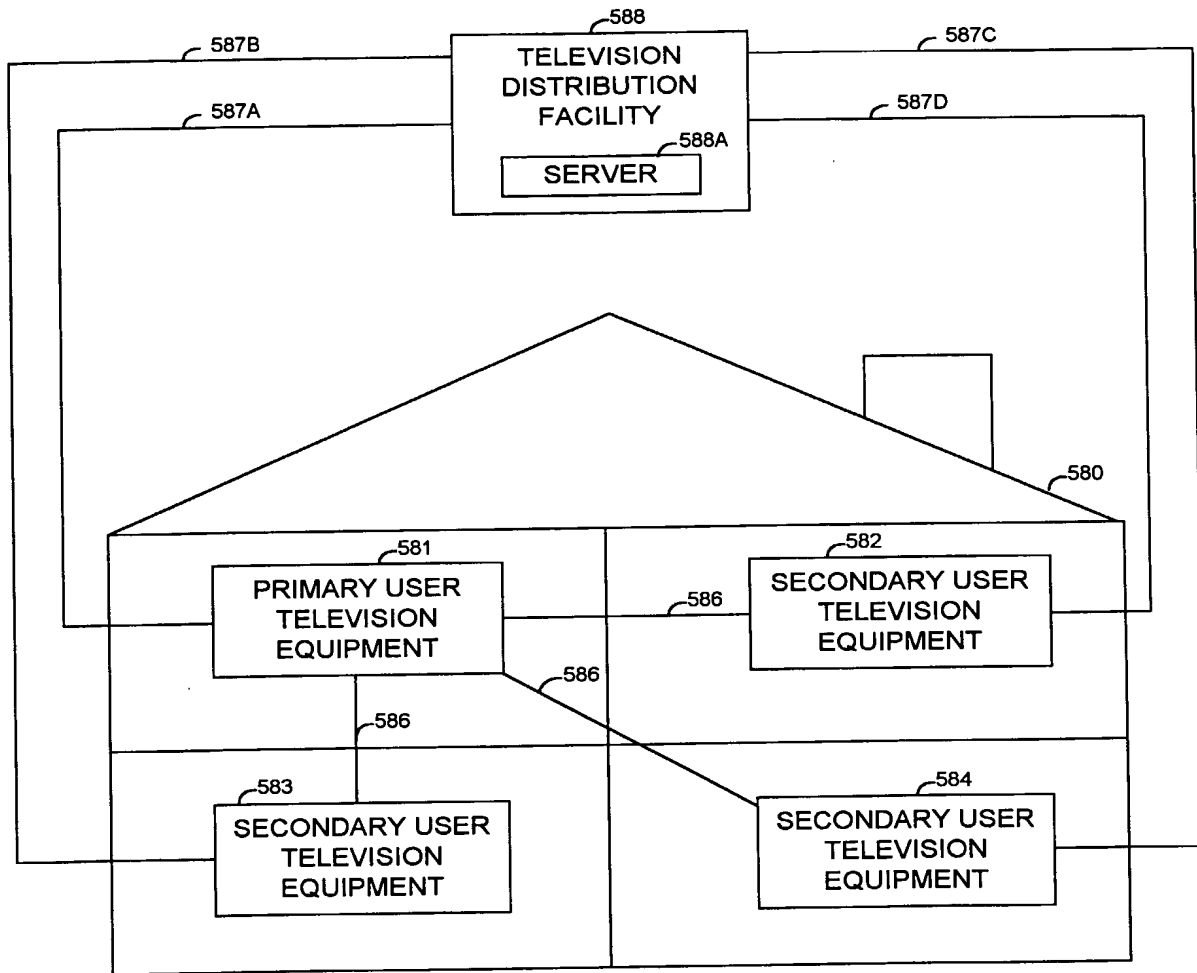 588
587B
587C
TELEVISION
DISTRIBUTION
FACILITY
587A
587D
588A
SERVER
580
581
582
PRIMARY USER
TELEVISION
EQUIPMENT
SECONDARY USER
TELEVISION
EQUIPMENT
586
586
586
583
584
SECONDARY USER
TELEVISION
EQUIPMENT
SECONDARY USER
TELEVISION
EQUIPMENT